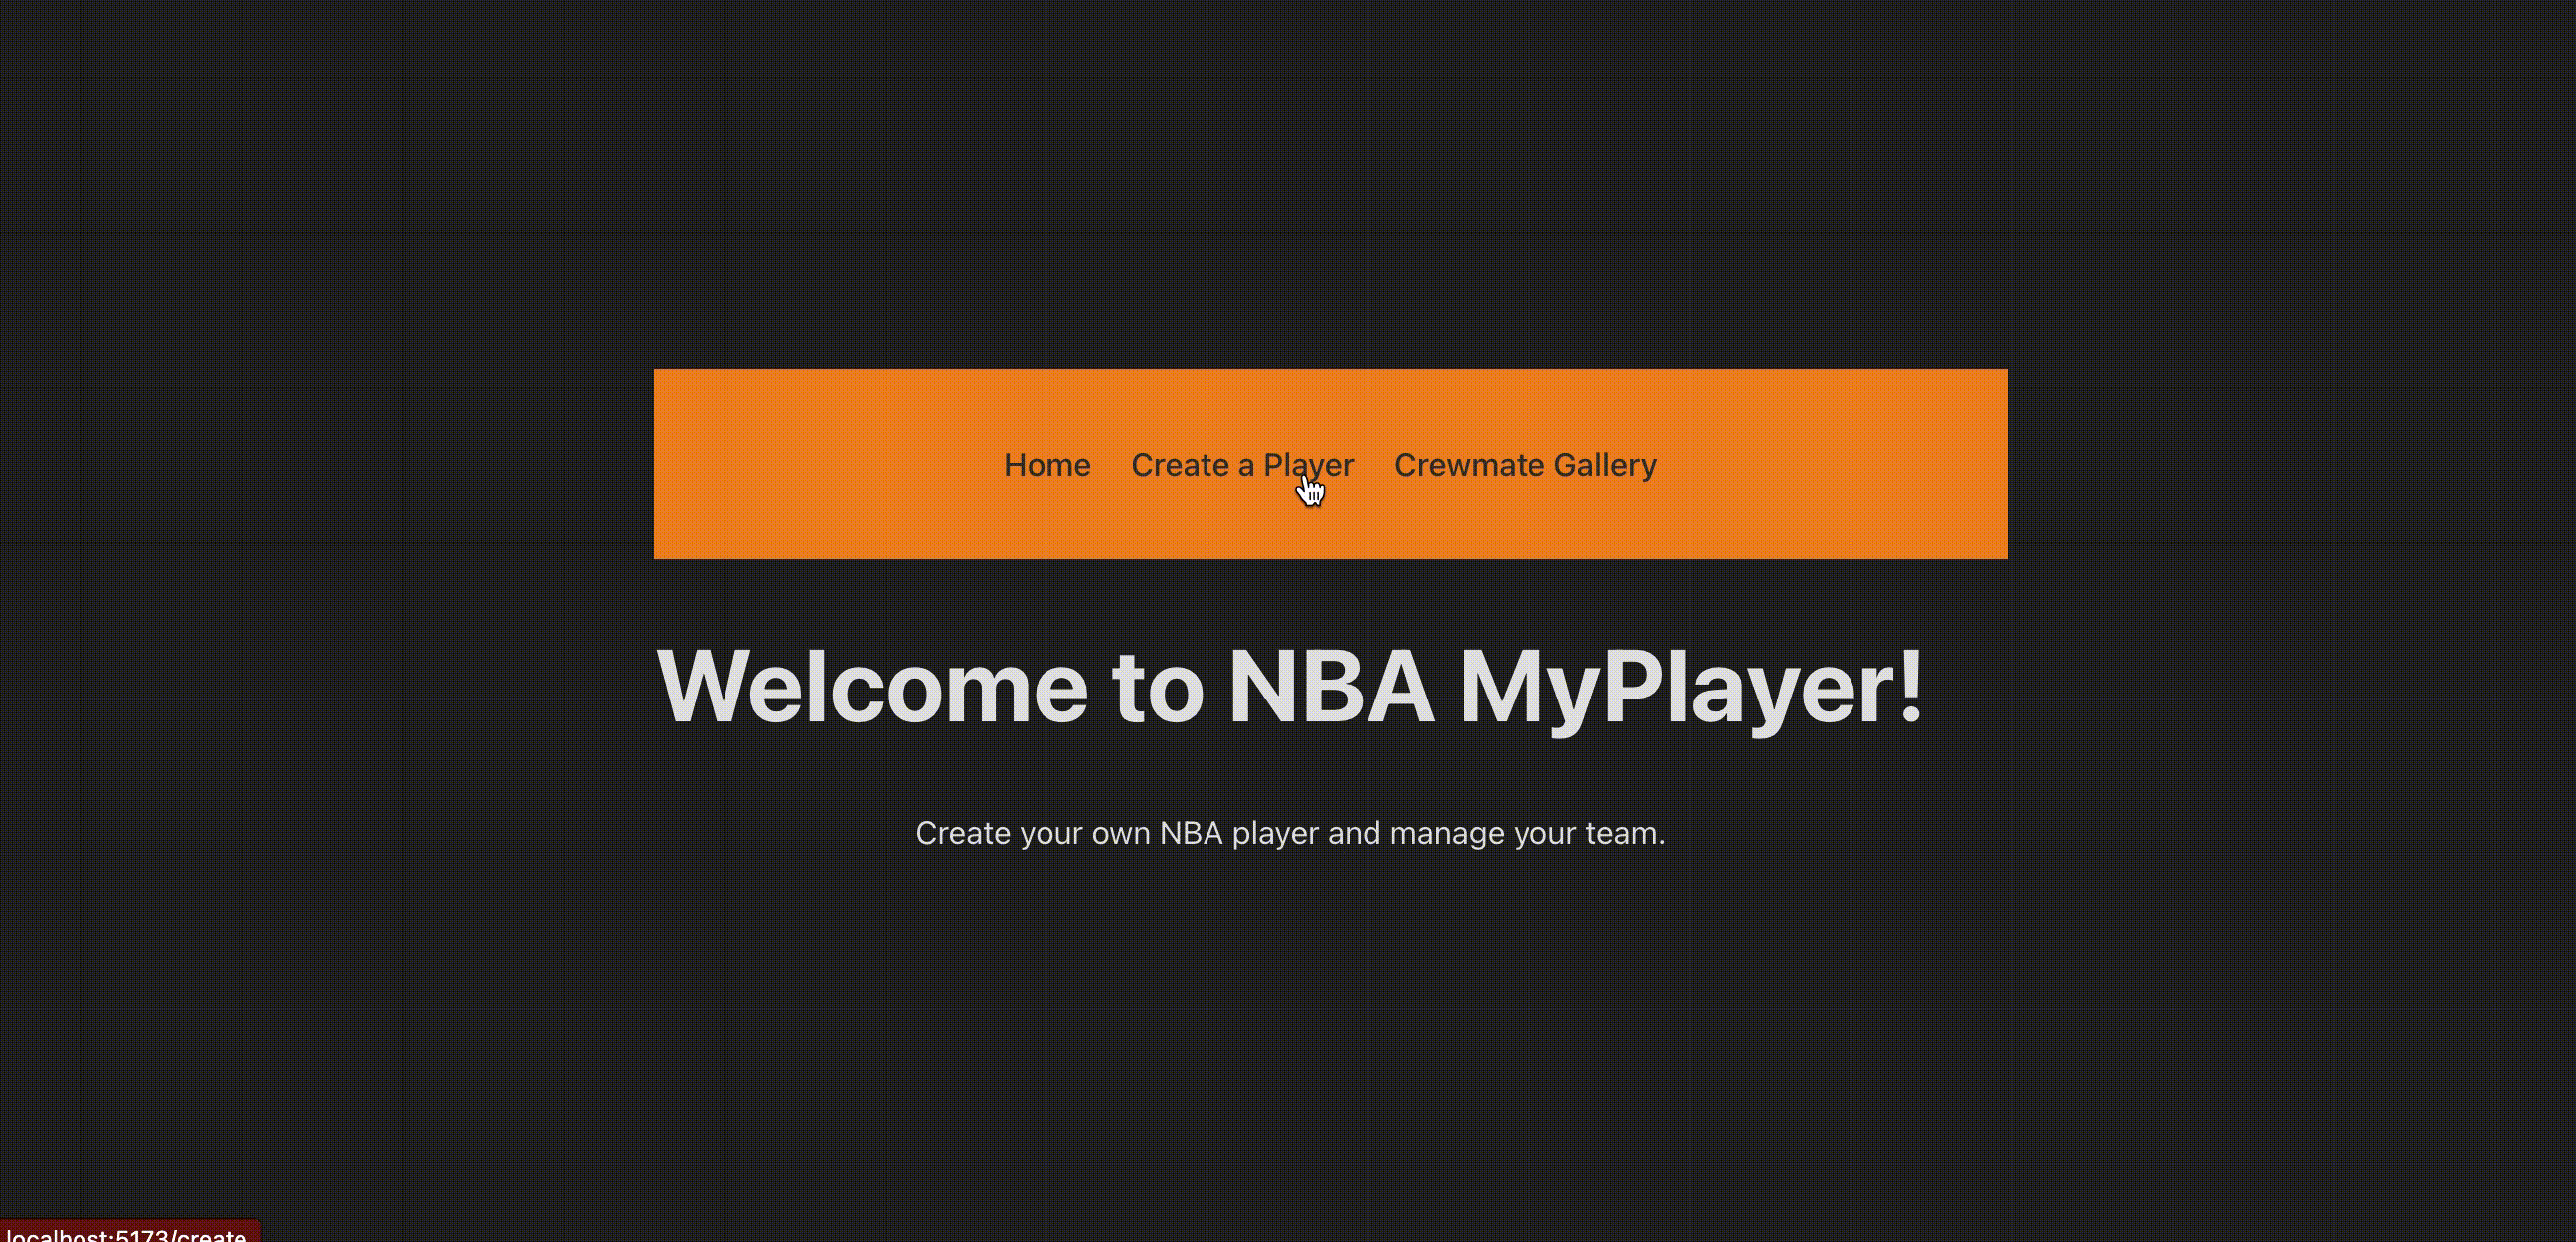 Home Create a Player Crewmate Gallery
Welcome to NBA MyPlayer!
Create your own NBA player and manage your team.
localhost:5173/create